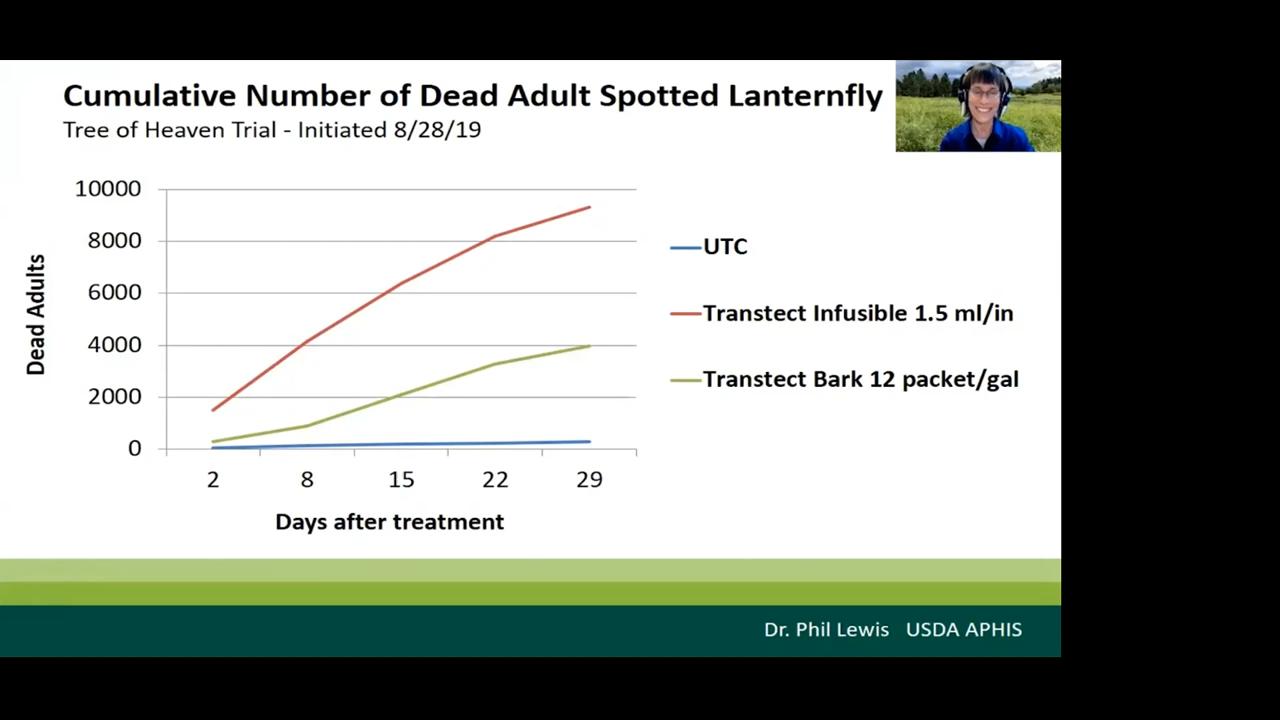 Cumulative Number of Dead Adult Spotted Lanternfly
Tree of Heaven Trial - Initiated 8/28/19
Dead Adults
10000
8000
6000
4000
2000
0
2 8 15 22 29
Days after treatment
UTC
Transtect Infusible 1.5 ml/in
Transtect Bark 12 packet/gal
Dr. Phil Lewis USDA APHIS